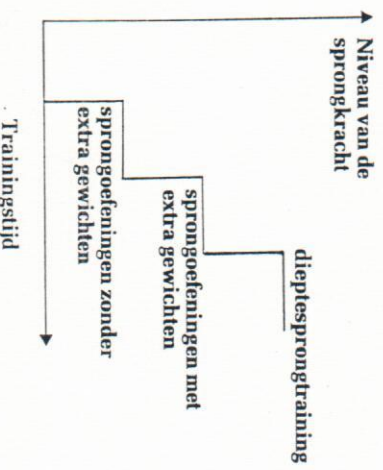 Niveau van de
sprongkracht
dieptesprongtraining
sprongoefeningen met
extra gewichten
sprongoefeningen zonder
extra gewichten
Trainingstijd